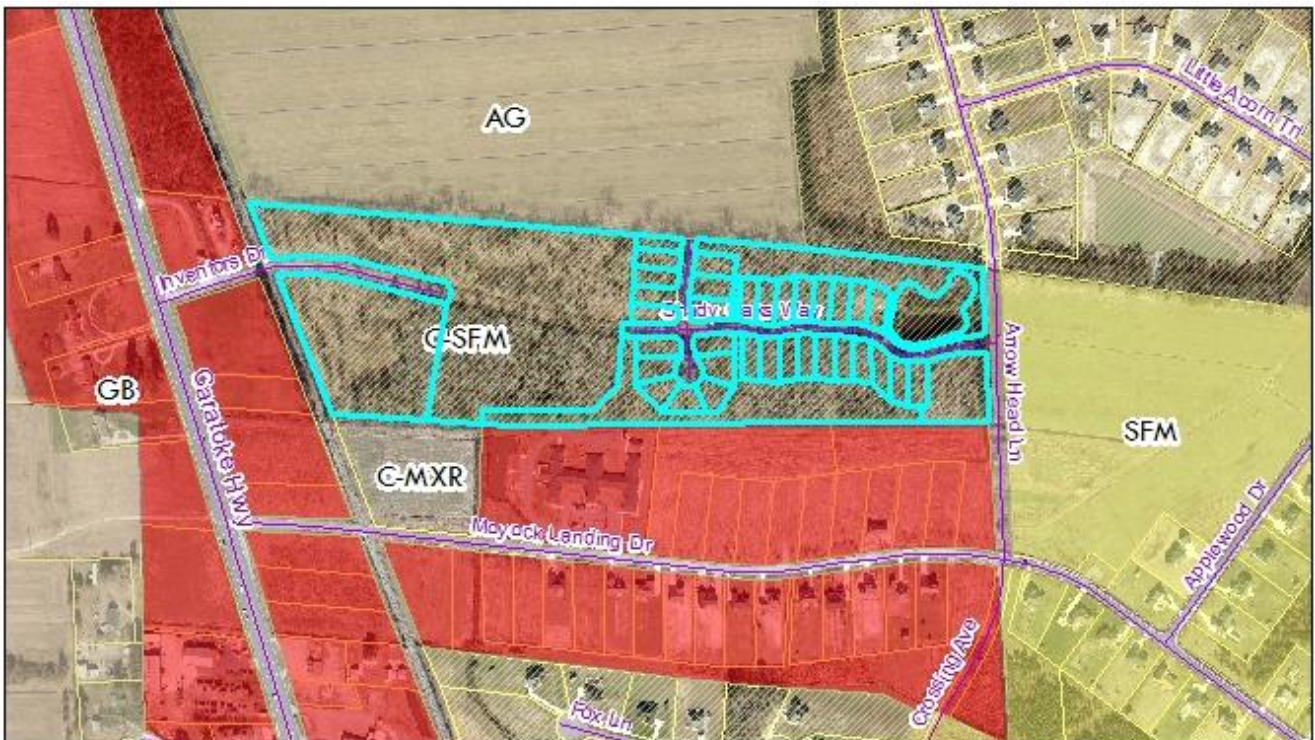 AG
Little Acorn Trl
Inventors Dr
C-SFM
Arrow Head Ln
GB
Caratoke Hwy
SFM
C-MXR
Moyock Landing Dr
Applewood Dr
Crossing Ave
Fox Ln